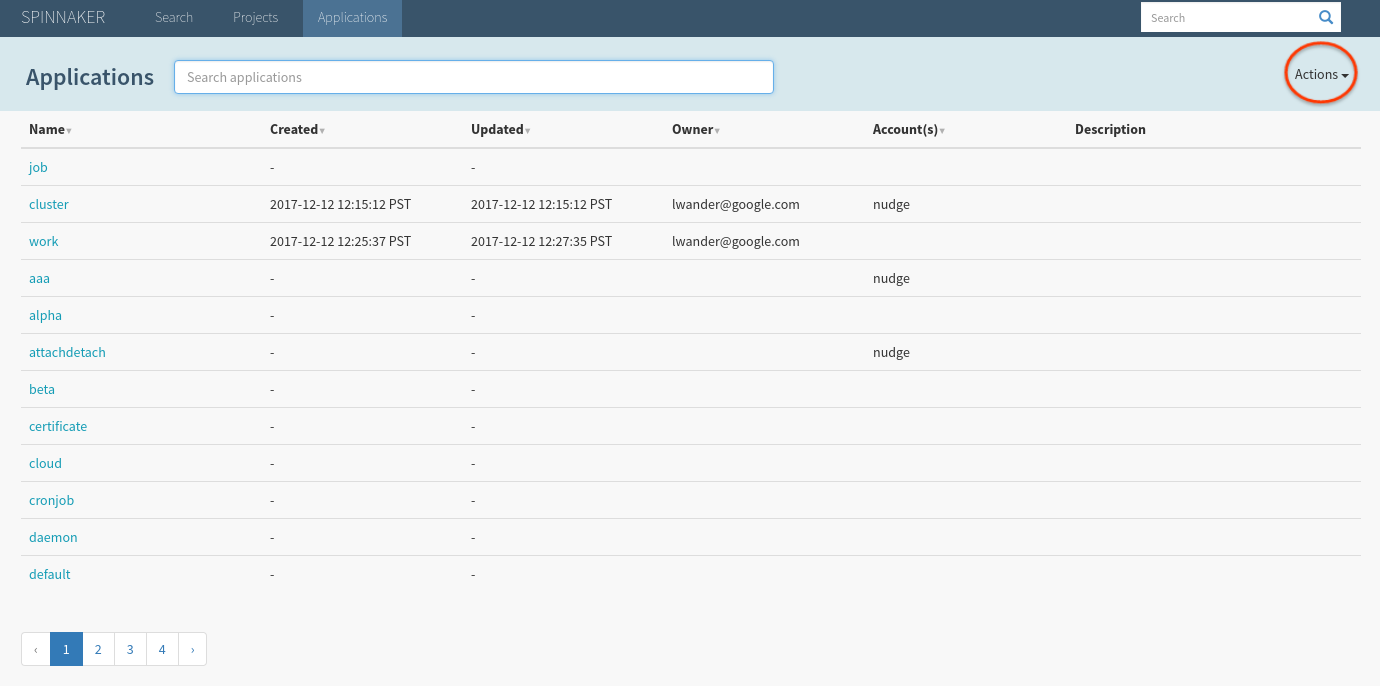 SPINNAKER Search Projects Applications Search
Applications Search applications Actions
Name Created Updated Owner Account(s) Description
job - -
cluster 2017-12-12 12:15:12 PST 2017-12-12 12:15:12 PST lwander@google.com nudge
work 2017-12-12 12:25:37 PST 2017-12-12 12:27:35 PST lwander@google.com
aaa - - nudge
alpha - -
attachdetach - - nudge
beta - -
certificate - -
cloud - -
cronjob - -
daemon - -
default - -
‹ 1 2 3 4 ›